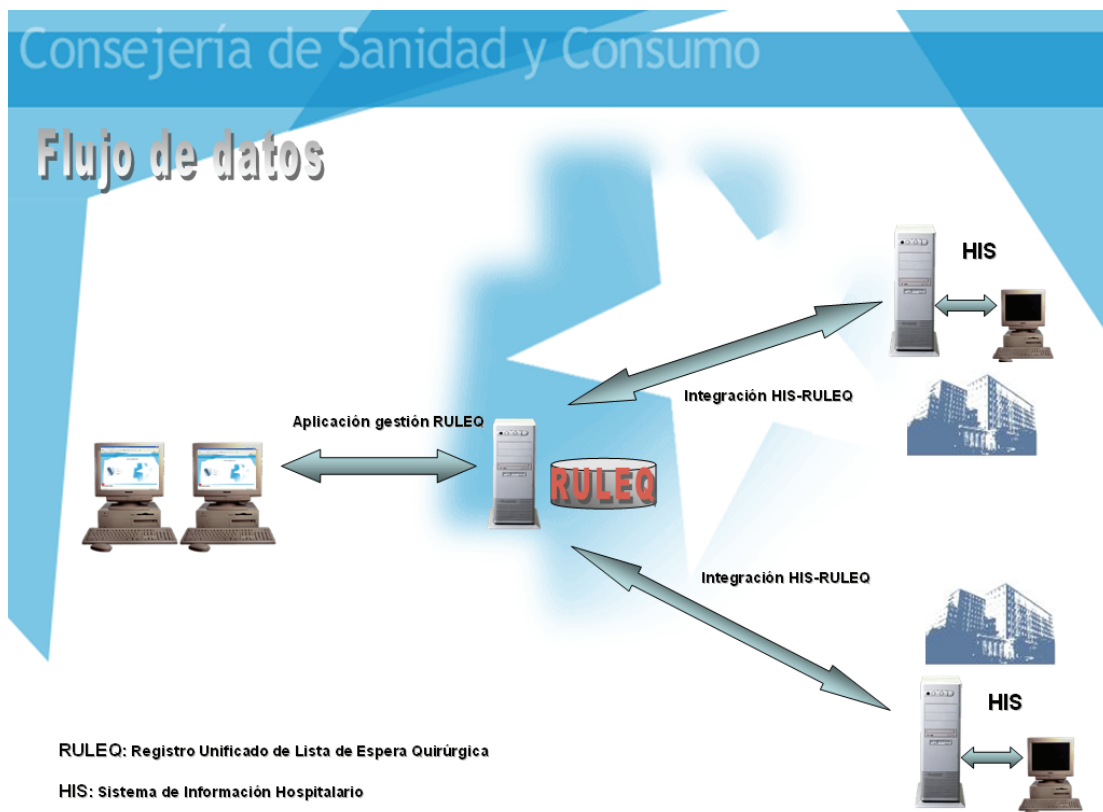 Consejería de Sanidad y Consumo
Flujo de datos
HIS
Integración HIS-RULEQ
Aplicación gestión RULEQ
RULEQ
Integración HIS-RULEQ
HIS
RULEQ: Registro Unificado de Lista de Espera Quirúrgica
HIS: Sistema de Información Hospitalario